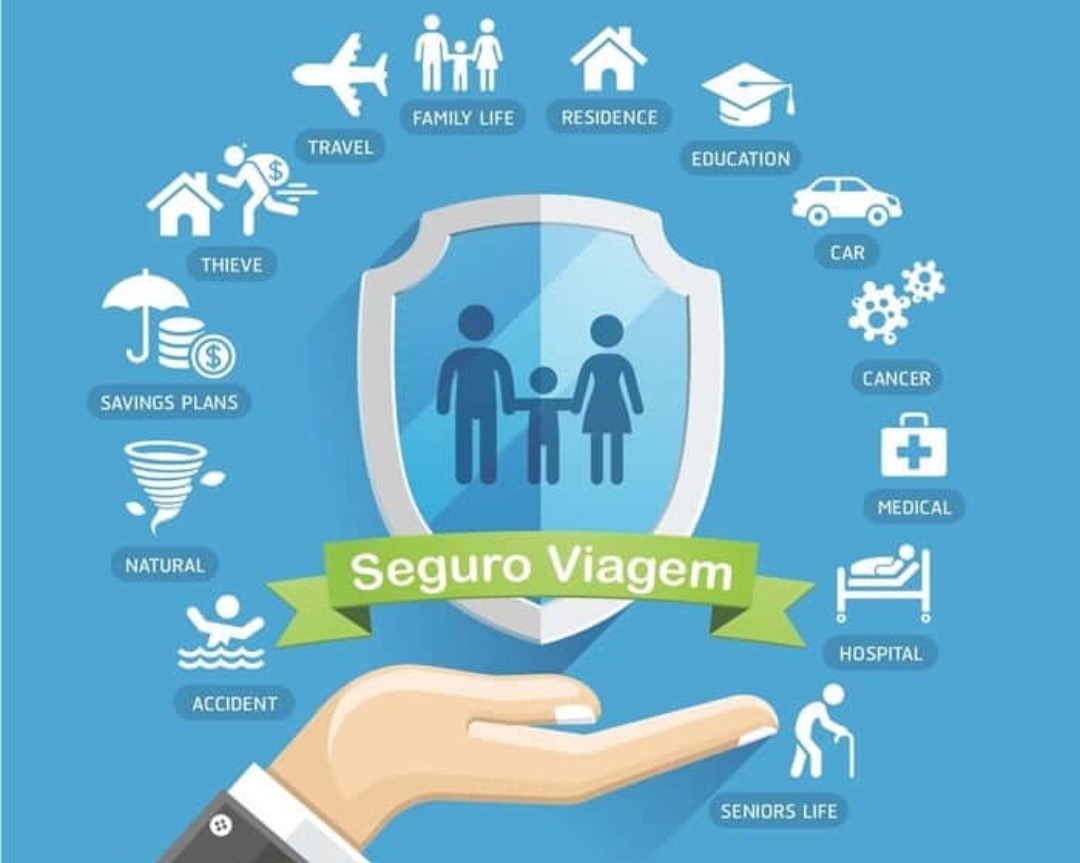 FAMILY LIFE
RESIDENCE
TRAVEL
EDUCATION
$
THIEVE
CAR
$
SAVINGS PLANS
CANCER
MEDICAL
NATURAL
Seguro Viagem
HOSPITAL
ACCIDENT
SENIORS LIFE